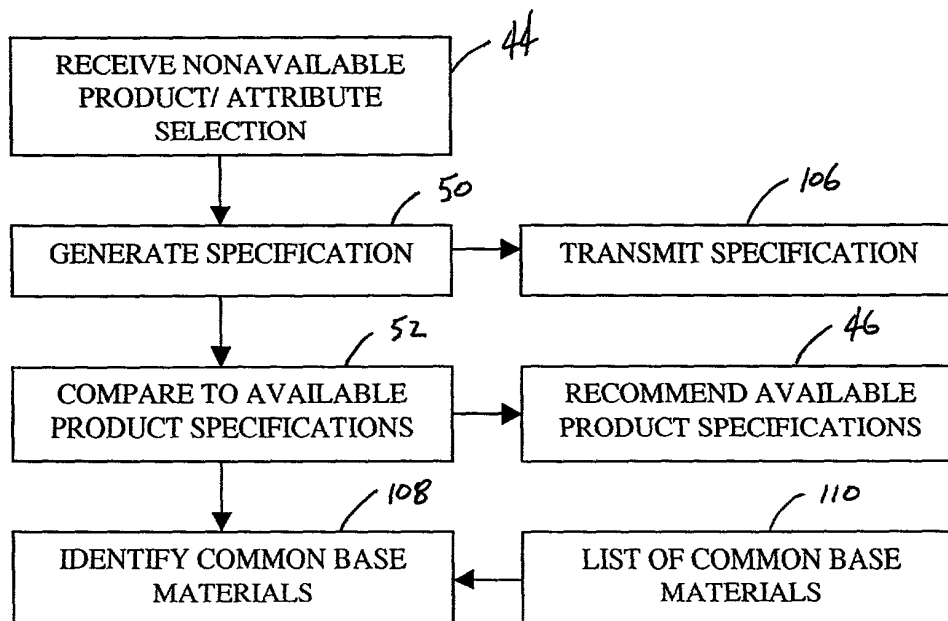 44
RECEIVE NONAVAILABLE
PRODUCT/ ATTRIBUTE
SELECTION
50
GENERATE SPECIFICATION
106
TRANSMIT SPECIFICATION
52
COMPARE TO AVAILABLE
PRODUCT SPECIFICATIONS
46
RECOMMEND AVAILABLE
PRODUCT SPECIFICATIONS
108
IDENTIFY COMMON BASE
MATERIALS
110
LIST OF COMMON BASE
MATERIALS